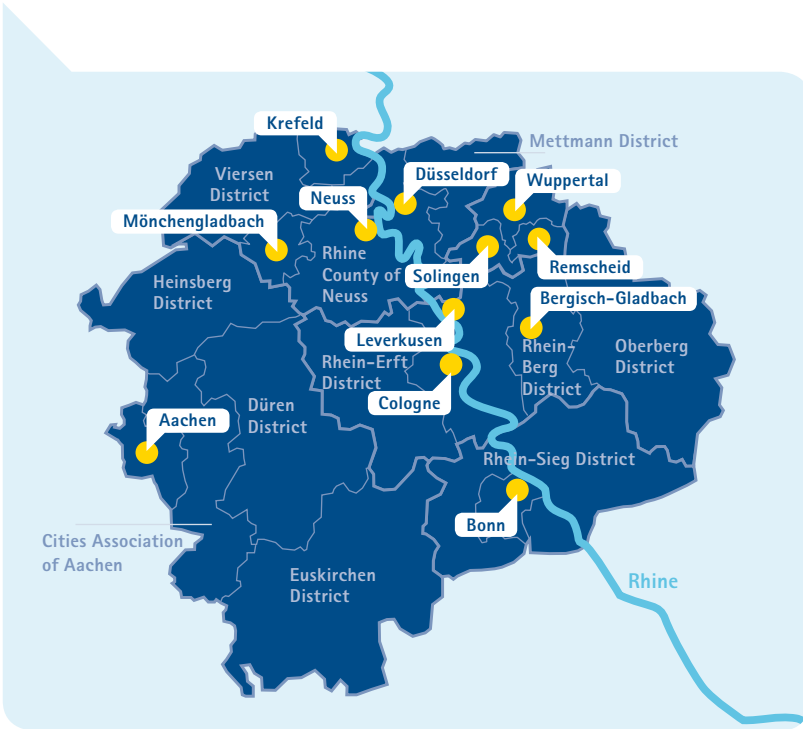 Krefeld
Mettmann District
Viersen
District
Düsseldorf
Wuppertal
Neuss
Mönchengladbach
Rhine
County of
Neuss
Solingen
Remscheid
Heinsberg
District
Bergisch-Gladbach
Leverkusen
Rhein-Erft
District
Rhein-
Berg
District
Oberberg
District
Cologne
Düren
District
Aachen
Rhein-Sieg District
Bonn
Cities Association
of Aachen
Euskirchen
District
Rhine